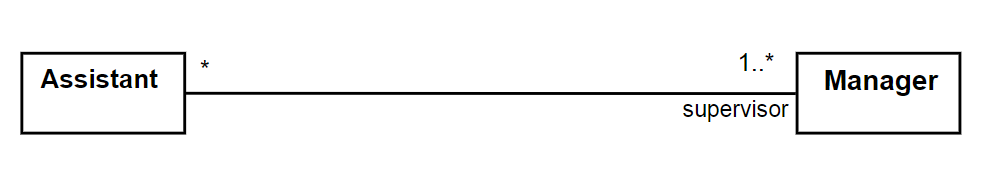 Assistant
*
1..*
supervisor
Manager